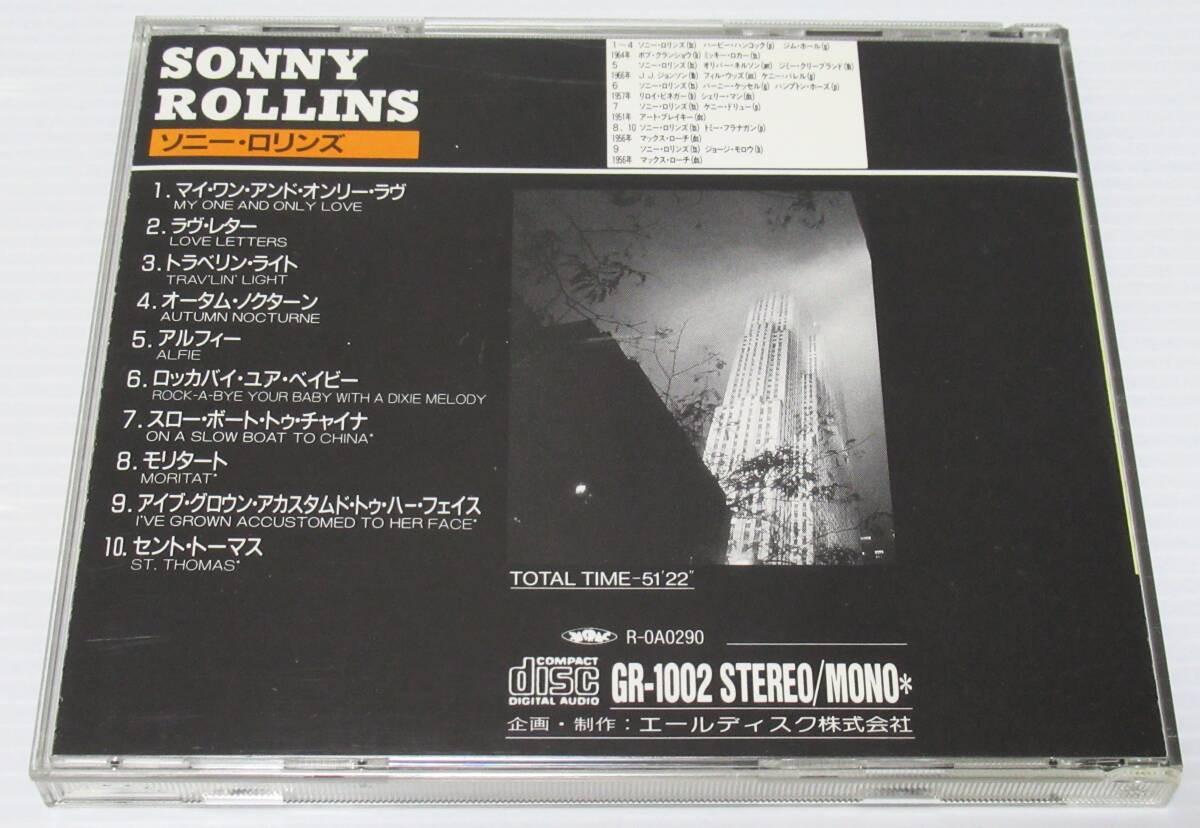 SONNY
ROLLINS
ソニー・ロリンズ
1〜4 ソニー・ロリンズ(ts) ハービー・ハンコック(p) ジム・ホール(g)
1964年 ボブ・クランショウ(b) ミッキー・ロカー(ds)
5 ソニー・ロリンズ(ts) オリバー・ネルソン(arr) ジミー・クリーブランド(tb)
1966年 J.J.ジョンソン(tb) フィル・ウッズ(as) ケニー・バレル(g)
6 ソニー・ロリンズ(ts) バーニー・ケッセル(g) ハンプトン・ホーズ(p)
1957年 リロイ・ビネガー(b) シェリー・マン(ds)
7 ソニー・ロリンズ(ts) ケニー・ドリュー(p)
1951年 アート・ブレイキー(ds)
8、10 ソニー・ロリンズ(ts) トミー・フラナガン(p)
1956年 マックス・ローチ(ds)
9 ソニー・ロリンズ(ts) ジョージ・モロウ(b)
1956年 マックス・ローチ(ds)
1. マイ・ワン・アンド・オンリー・ラヴ
MY ONE AND ONLY LOVE
2. ラヴ・レター
LOVE LETTERS
3. トラベリン・ライト
TRAV'LIN' LIGHT
4. オータム・ノクターン
AUTUMN NOCTURNE
5. アルフィー
ALFIE
6. ロッカバイ・ユア・ベイビー
ROCK-A-BYE YOUR BABY WITH A DIXIE MELODY
7. スロー・ボート・トゥ・チャイナ
ON A SLOW BOAT TO CHINA*
8. モリタート
MORITAT*
9. アイブ・グロウン・アカスタムド・トゥ・ハー・フェイス
I'VE GROWN ACCUSTOMED TO HER FACE*
10. セント・トーマス
ST. THOMAS*
TOTAL TIME-51'22"
R-0A0290
COMPACT
disc
DIGITAL AUDIO
GR-1002 STEREO/MONO*
企画・制作：エールディスク株式会社